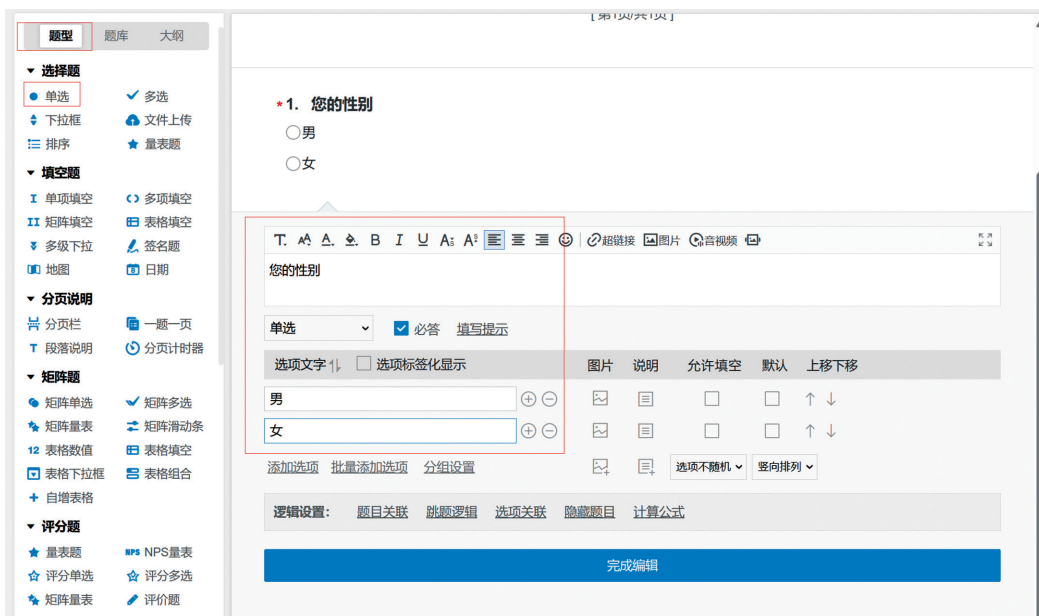 [ 第1页/共1页 ]
题型 题库 大纲
选择题
单选 多选
下拉框 文件上传
排序 量表题
填空题
单项填空 多项填空
矩阵填空 表格填空
多级下拉 签名题
地图 日期
分页说明
分页栏 一题一页
段落说明 分页计时器
矩阵题
矩阵单选 矩阵多选
矩阵量表 矩阵滑动条
12 表格数值 表格填空
表格下拉框 表格组合
自增表格
评分题
量表题 NPS NPS量表
评分单选 评分多选
矩阵量表 评价题
*1. 您的性别
男
女
B I U 超链接 图片 音视频
您的性别
单选 必答 填写提示
选项文字 选项标签化显示 图片 说明 允许填空 默认 上移下移
男
女
添加选项 批量添加选项 分组设置 选项不随机 竖向排列
逻辑设置: 题目关联 跳题逻辑 选项关联 隐藏题目 计算公式
完成编辑